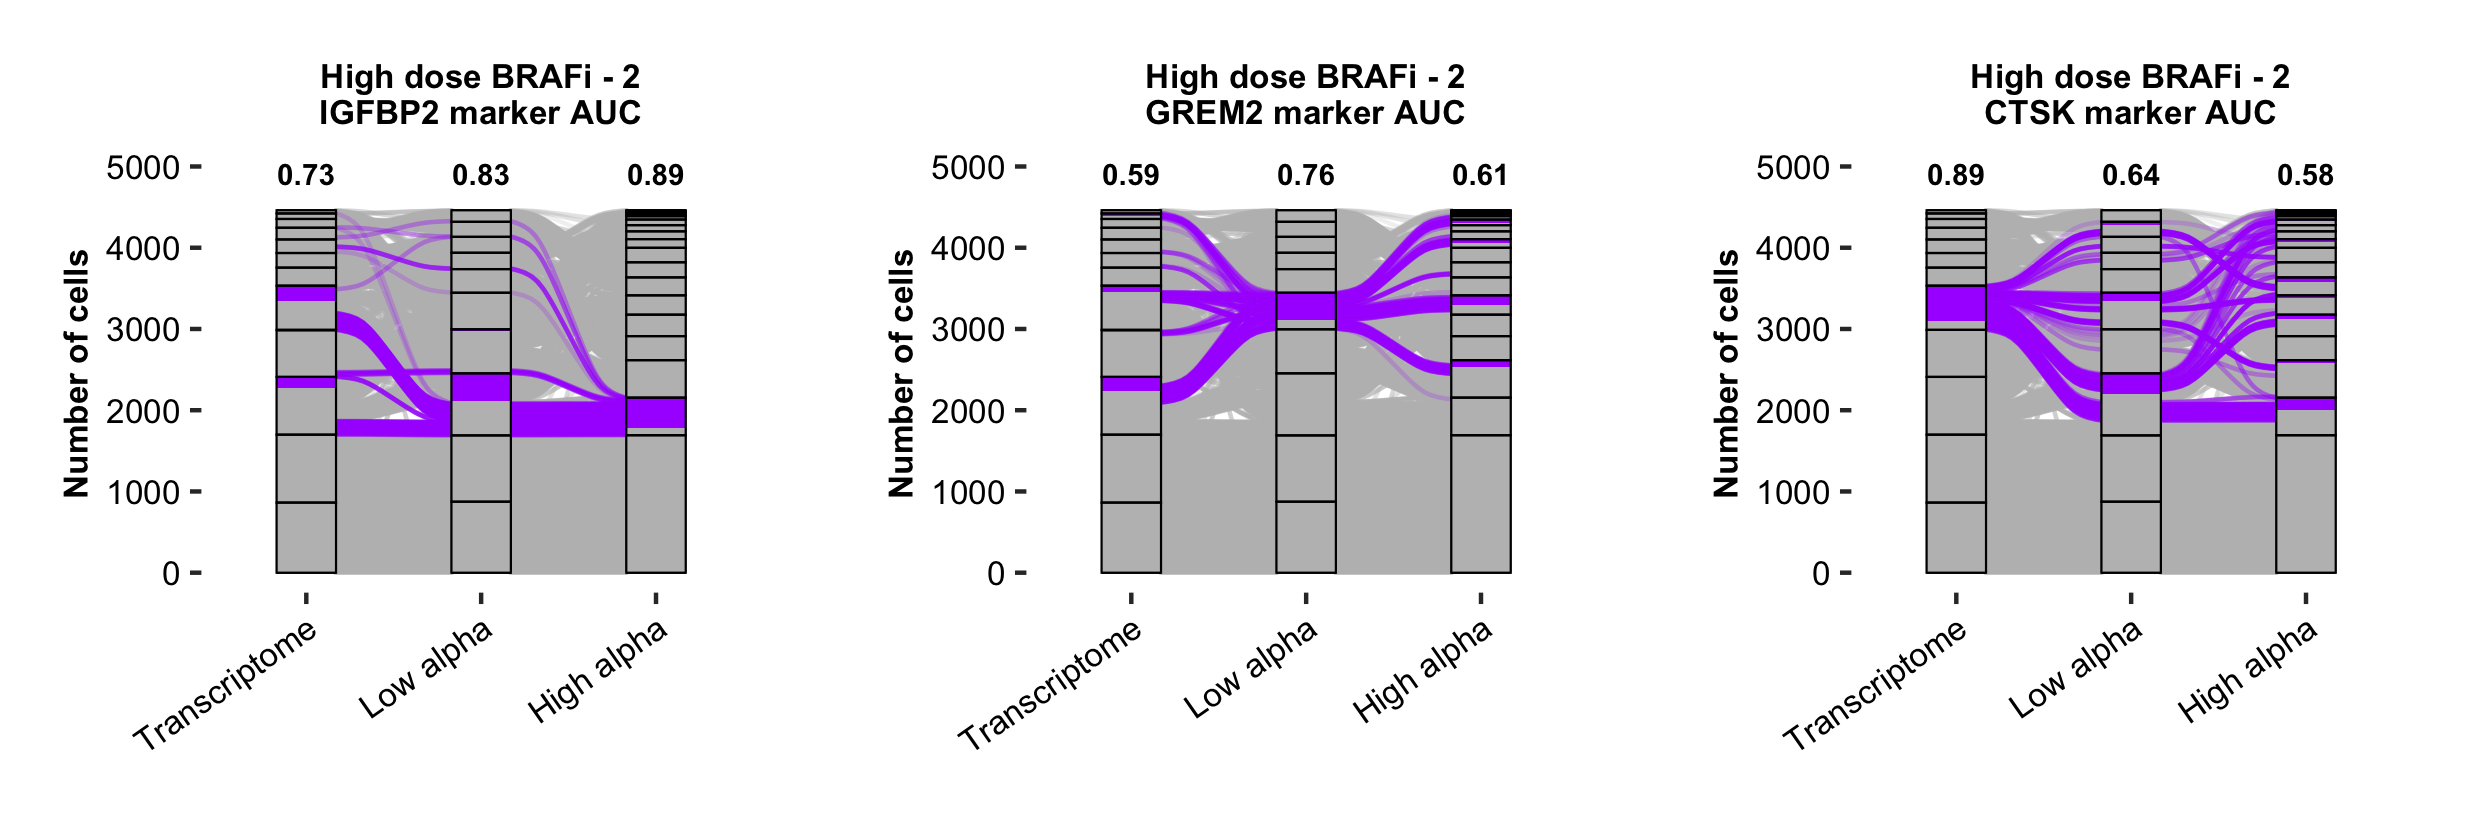 High dose BRAFi - 2
IGFBP2 marker AUC
Number of cells
5000
4000
3000
2000
1000
0
0.73
0.83
0.89
Transcriptome
Low alpha
High alpha
High dose BRAFi - 2
GREM2 marker AUC
Number of cells
5000
4000
3000
2000
1000
0
0.59
0.76
0.61
Transcriptome
Low alpha
High alpha
High dose BRAFi - 2
CTSK marker AUC
Number of cells
5000
4000
3000
2000
1000
0
0.89
0.64
0.58
Transcriptome
Low alpha
High alpha